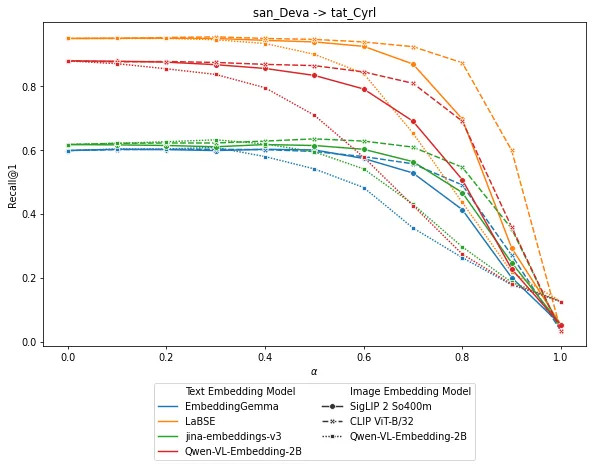 san_Deva -> tat_Cyrl
Recall@1
0.8
0.6
0.4
0.2
0.0
0.0 0.2 0.4 0.6 0.8 1.0
α
Text Embedding Model Image Embedding Model
EmbeddingGemma SigLIP 2 So400m
LaBSE CLIP ViT-B/32
jina-embeddings-v3 Qwen-VL-Embedding-2B
Qwen-VL-Embedding-2B